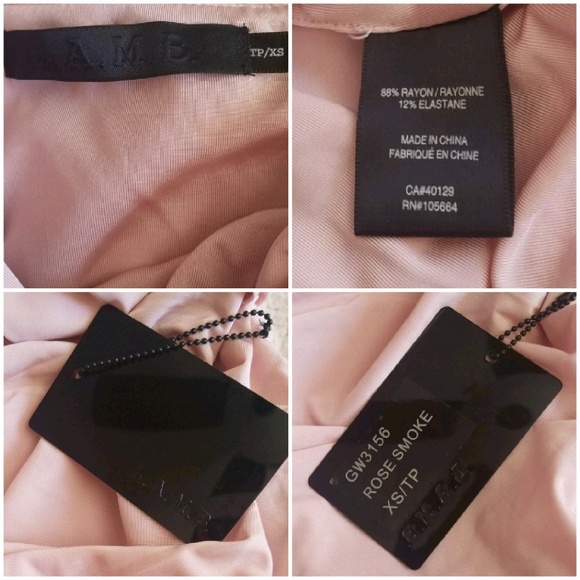 .A.M.B.
TP/XS
88% RAYON/RAYONNE
12% ELASTANE
MADE IN CHINA
FABRIQUÉ EN CHINE
CA#40129
RN#105664
GW3156
ROSE SMOKE
XS/TP